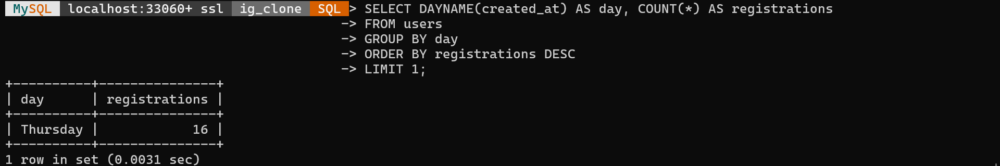 MySQL localhost:33060+ ssl ig_clone SQL > SELECT DAYNAME(created_at) AS day, COUNT(*) AS registrations
-> FROM users
-> GROUP BY day
-> ORDER BY registrations DESC
-> LIMIT 1;
+----------+---------------+
| day      | registrations |
+----------+---------------+
| Thursday |            16 |
+----------+---------------+
1 row in set (0.0031 sec)